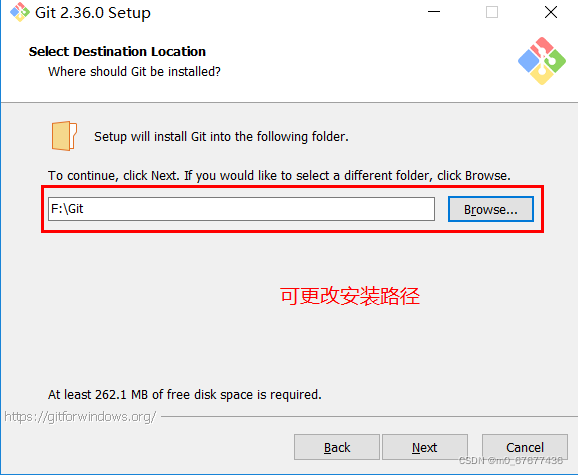 Git 2.36.0 Setup
Select Destination Location
Where should Git be installed?
Setup will install Git into the following folder.
To continue, click Next. If you would like to select a different folder, click Browse.
F:\Git
Browse...
可更改安装路径
At least 262.1 MB of free disk space is required.
https://gitforwindows.org/
Back
Next
Cancel
CSDN @m0_67677436